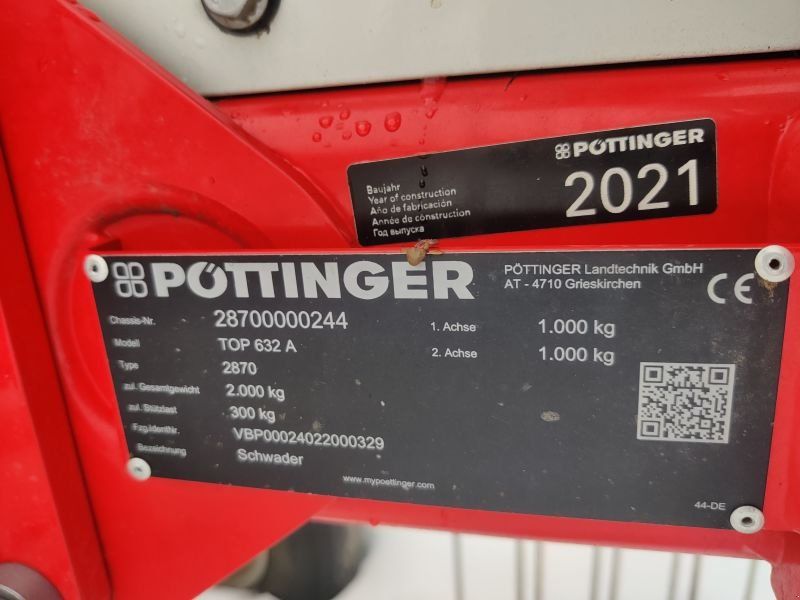 PÖTTINGER
2021
Baujahr
Year of construction
Año de fabricación
Année de construction
Год выпуска
PÖTTINGER
PÖTTINGER Landtechnik GmbH
AT - 4710 Grieskirchen
CE
Chassis-Nr. 28700000244 1. Achse 1.000 kg
Modell TOP 632 A 2. Achse 1.000 kg
Type 2870
zul. Gesamtgewicht 2.000 kg
zul. Stützlast 300 kg
Fzg.Identnr. VBP00024022000329
Bezeichnung Schwader
www.mypoettinger.com
44-DE